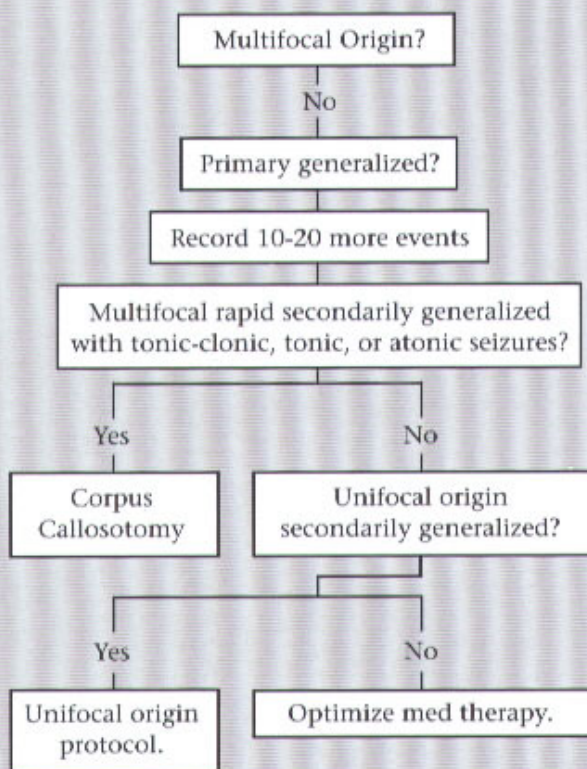 Multifocal Origin?
No
Primary generalized?
Record 10-20 more events
Multifocal rapid secondarily generalized
with tonic-clonic, tonic, or atonic seizures?
Yes
No
Corpus
Callosotomy
Unifocal origin
secondarily generalized?
Yes
No
Unifocal origin
protocol.
Optimize med therapy.